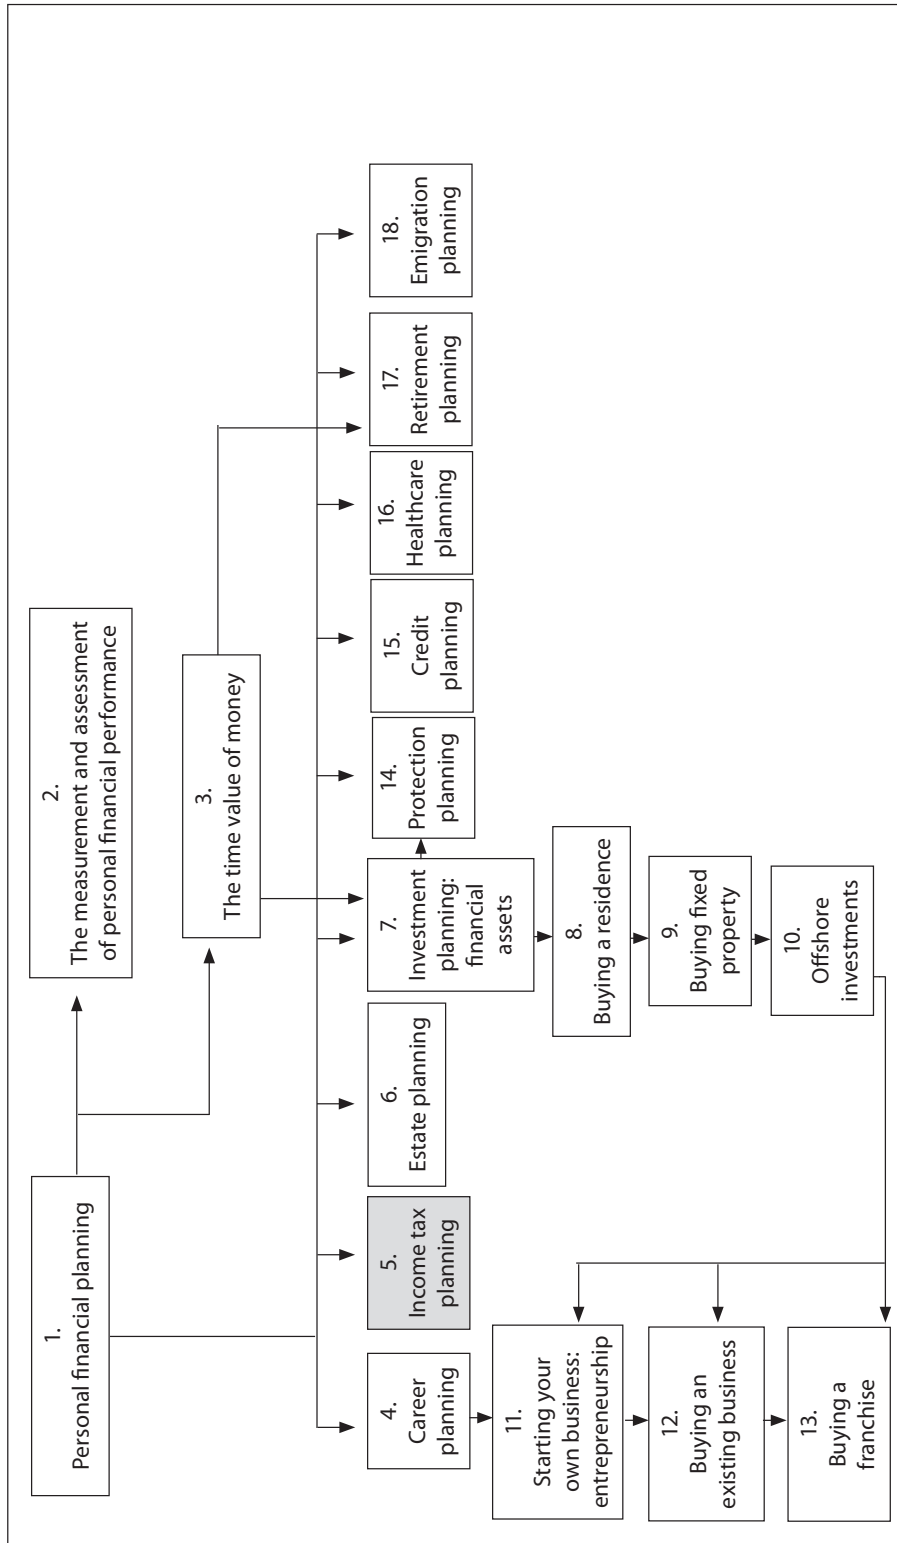 1.
Personal financial planning
2.
The measurement and assessment
of personal financial performance
3.
The time value of money
4.
Career
planning
5.
Income tax
planning
6.
Estate planning
7.
Investment
planning:
financial
assets
14.
Protection
planning
15.
Credit
planning
16.
Healthcare
planning
17.
Retirement
planning
18.
Emigration
planning
11.
Starting your
own business:
entrepreneurship
8.
Buying a residence
12.
Buying an
existing business
9.
Buying fixed
property
13.
Buying a
franchise
10.
Offshore
investments